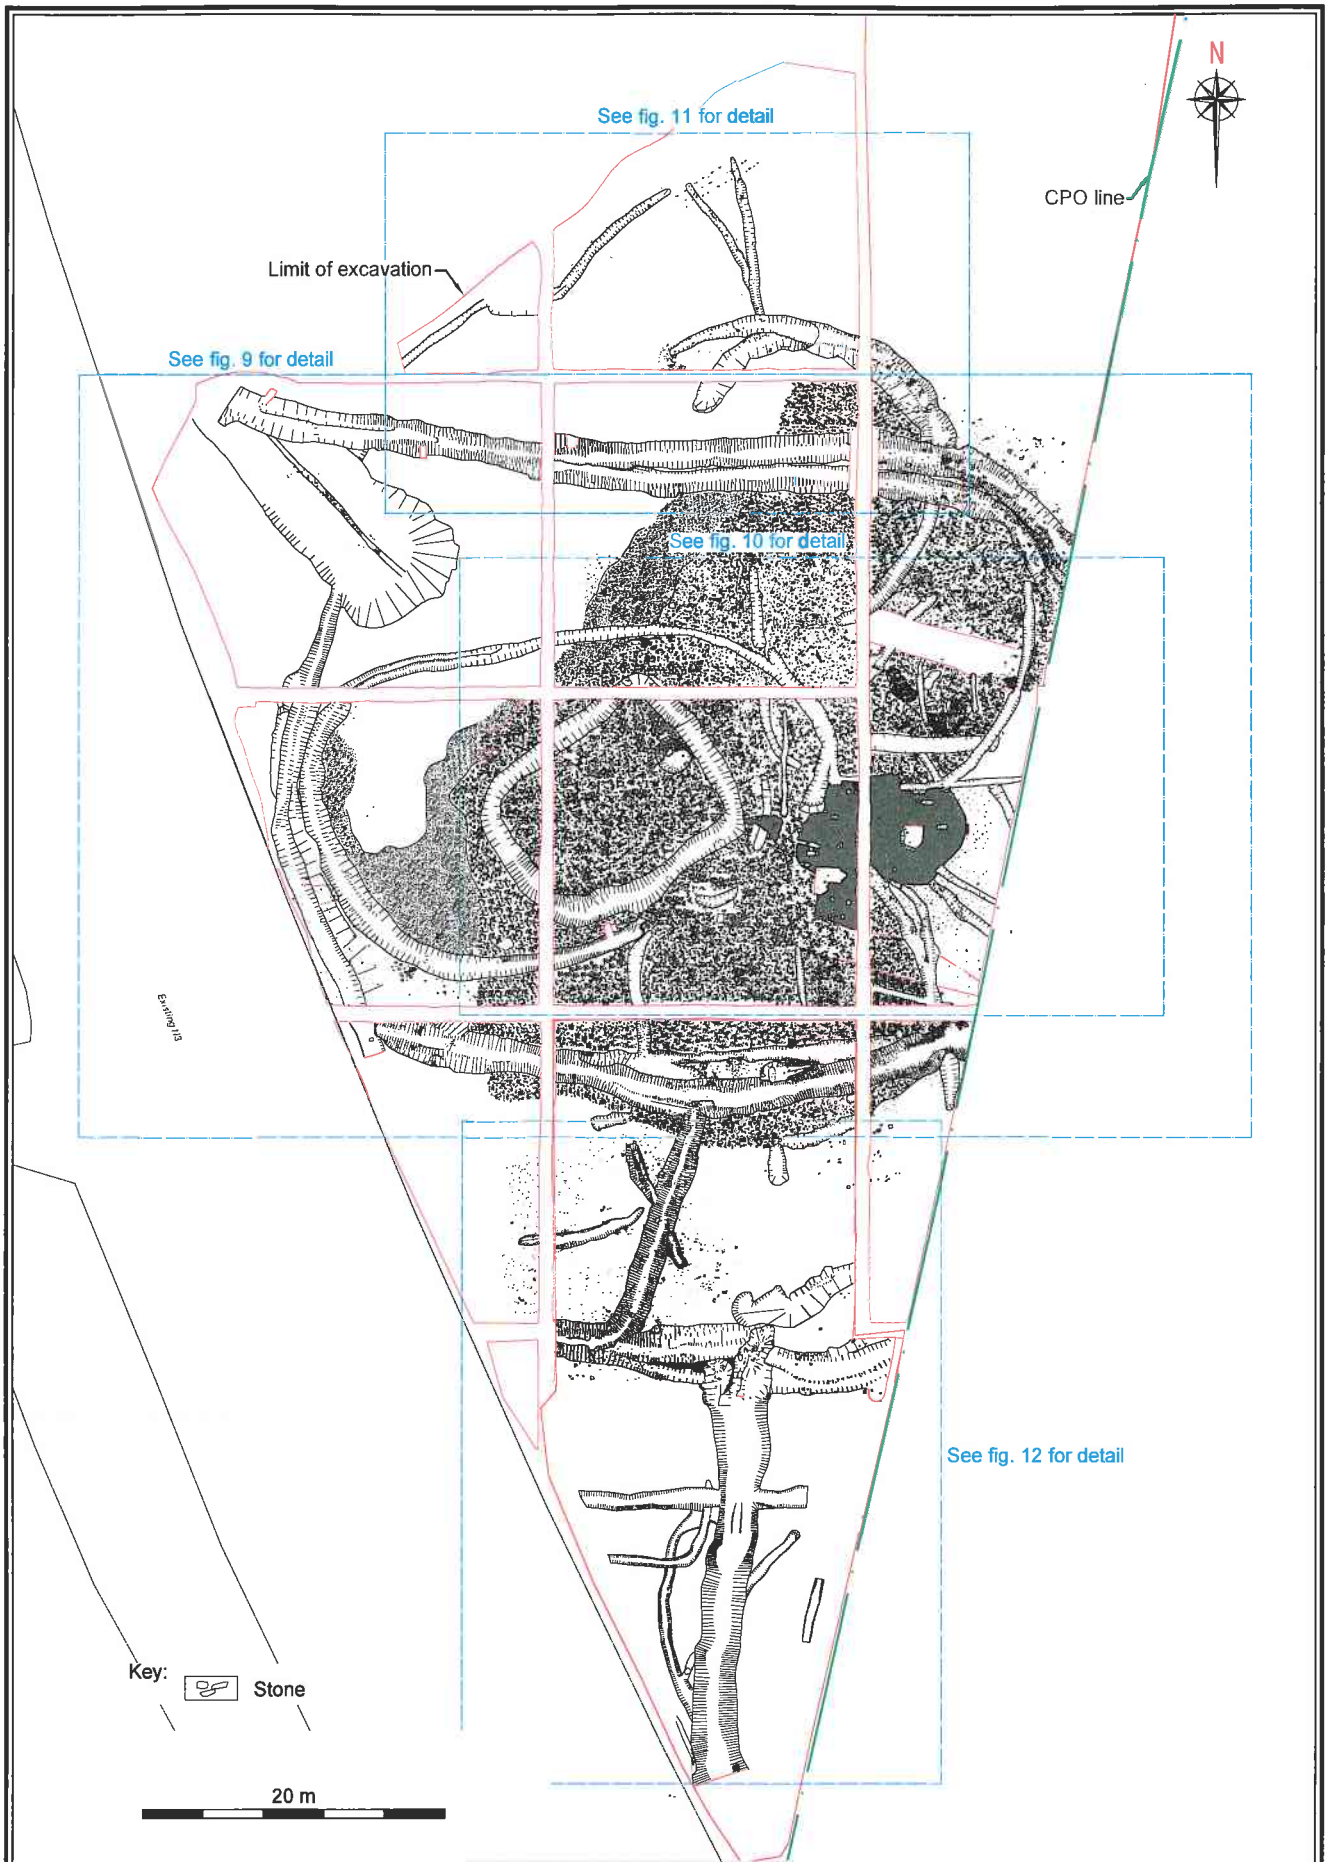 N
See fig. 11 for detail
CPO line
Limit of excavation
See fig. 9 for detail
See fig. 10 for detail
Existing N3
See fig. 12 for detail
Key:
Stone
20 m